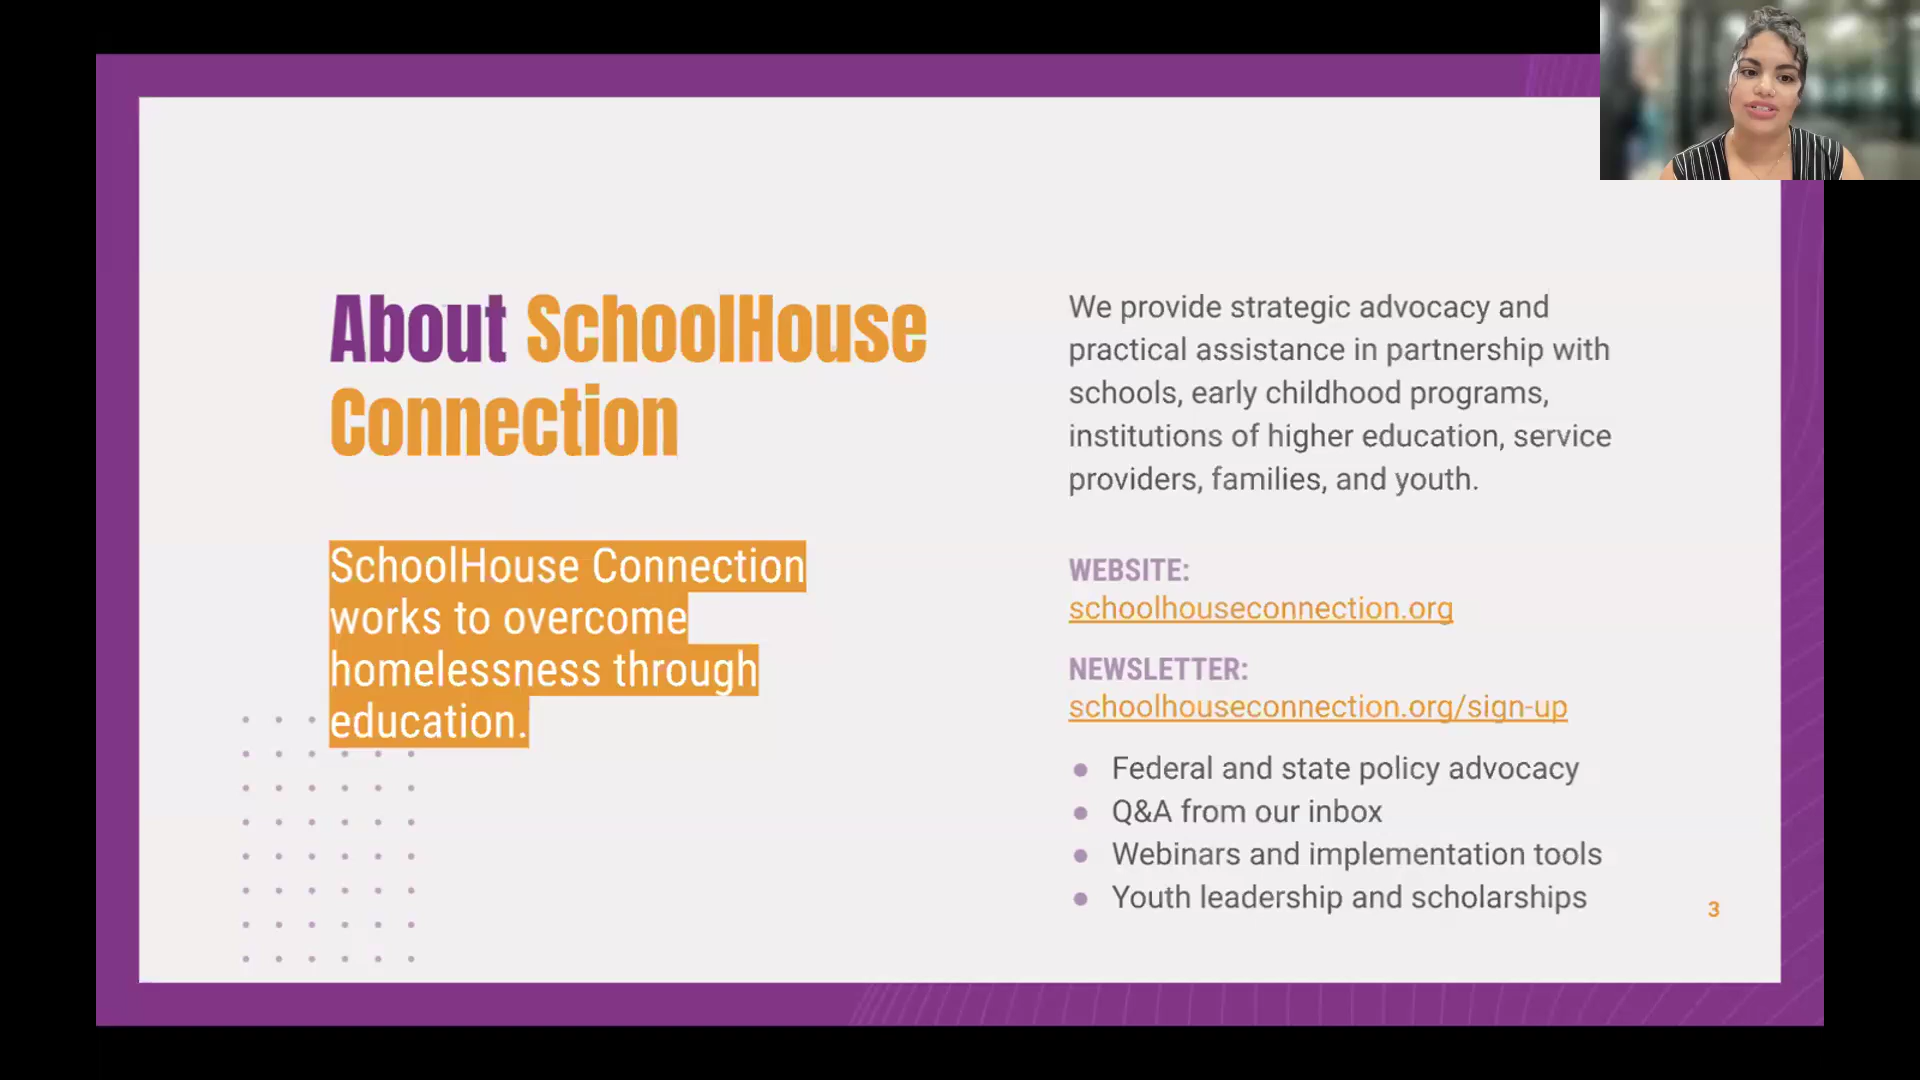 About SchoolHouse
Connection
SchoolHouse Connection
works to overcome
homelessness through
education.
We provide strategic advocacy and
practical assistance in partnership with
schools, early childhood programs,
institutions of higher education, service
providers, families, and youth.
WEBSITE:
schoolhouseconnection.org
NEWSLETTER:
schoolhouseconnection.org/sign-up
● Federal and state policy advocacy
● Q&A from our inbox
● Webinars and implementation tools
● Youth leadership and scholarships
3